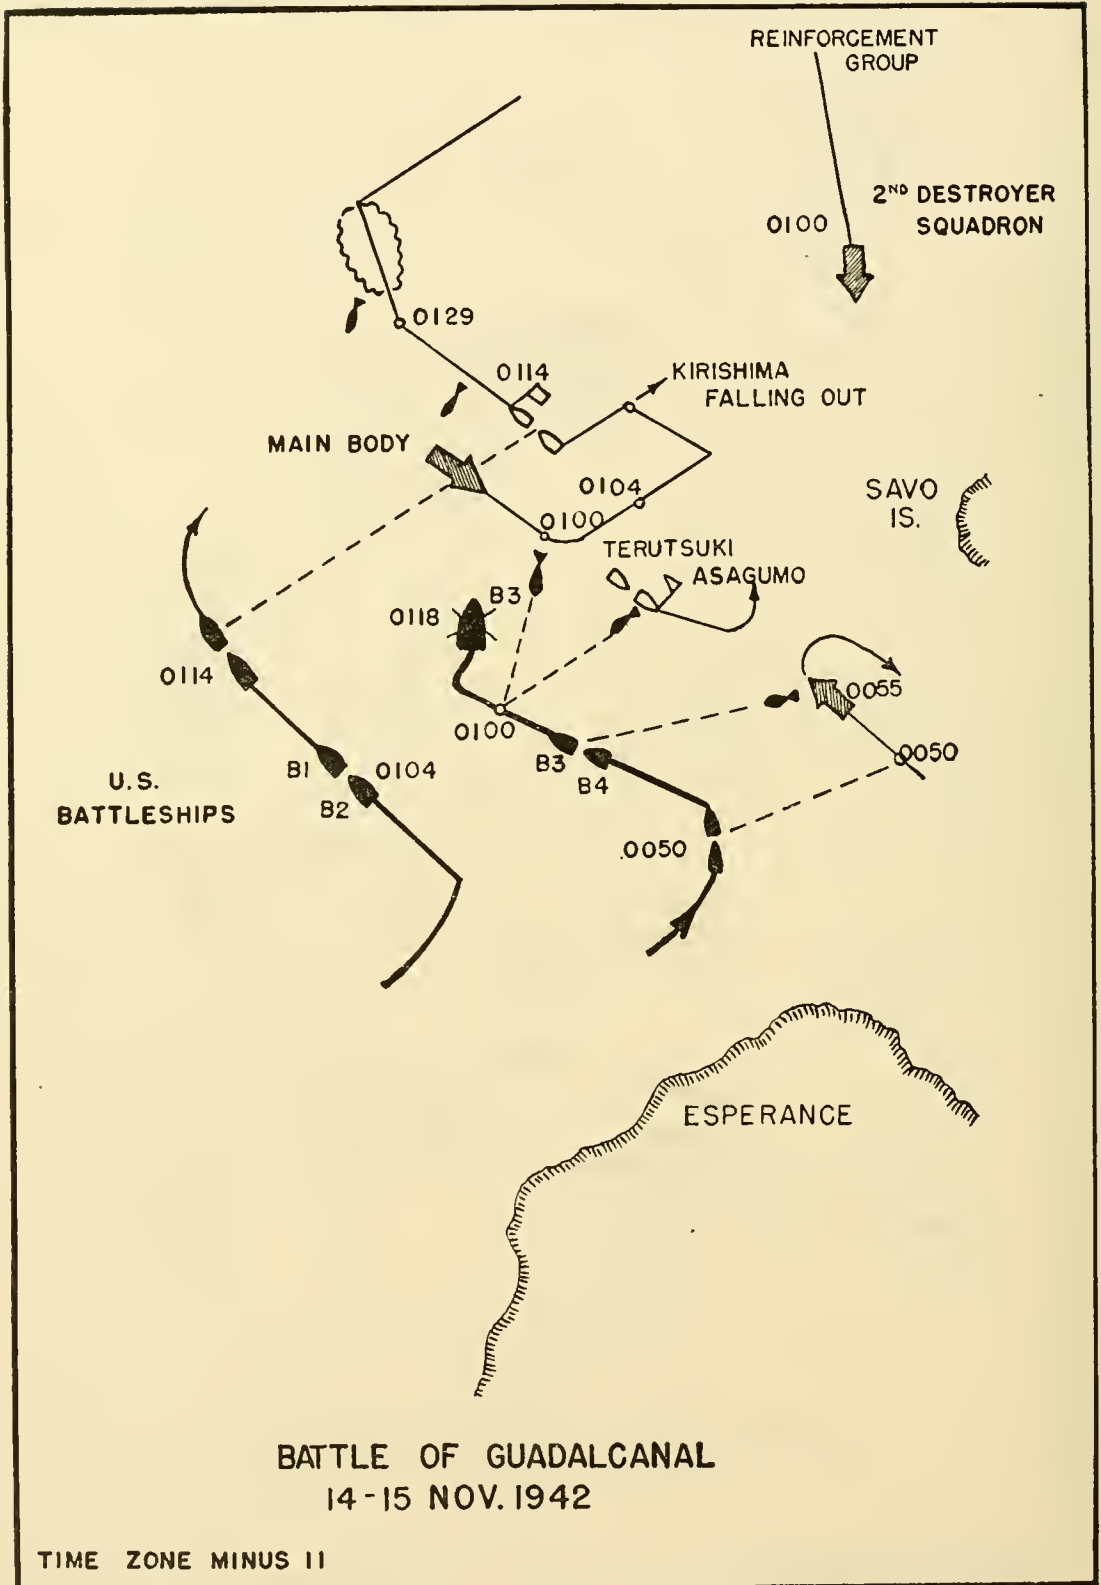 REINFORCEMENT
GROUP
2ND DESTROYER
SQUADRON
0100
0129
0114
KIRISHIMA
FALLING OUT
MAIN BODY
0104
SAVO
IS.
0100
TERUTSUKI
ASAGUMO
B3
0118
0114
0055
0100
0050
B3
B4
B1
0104
B2
U.S.
BATTLESHIPS
0050
ESPERANCE
BATTLE OF GUADALCANAL
14-15 NOV. 1942
TIME ZONE MINUS 11